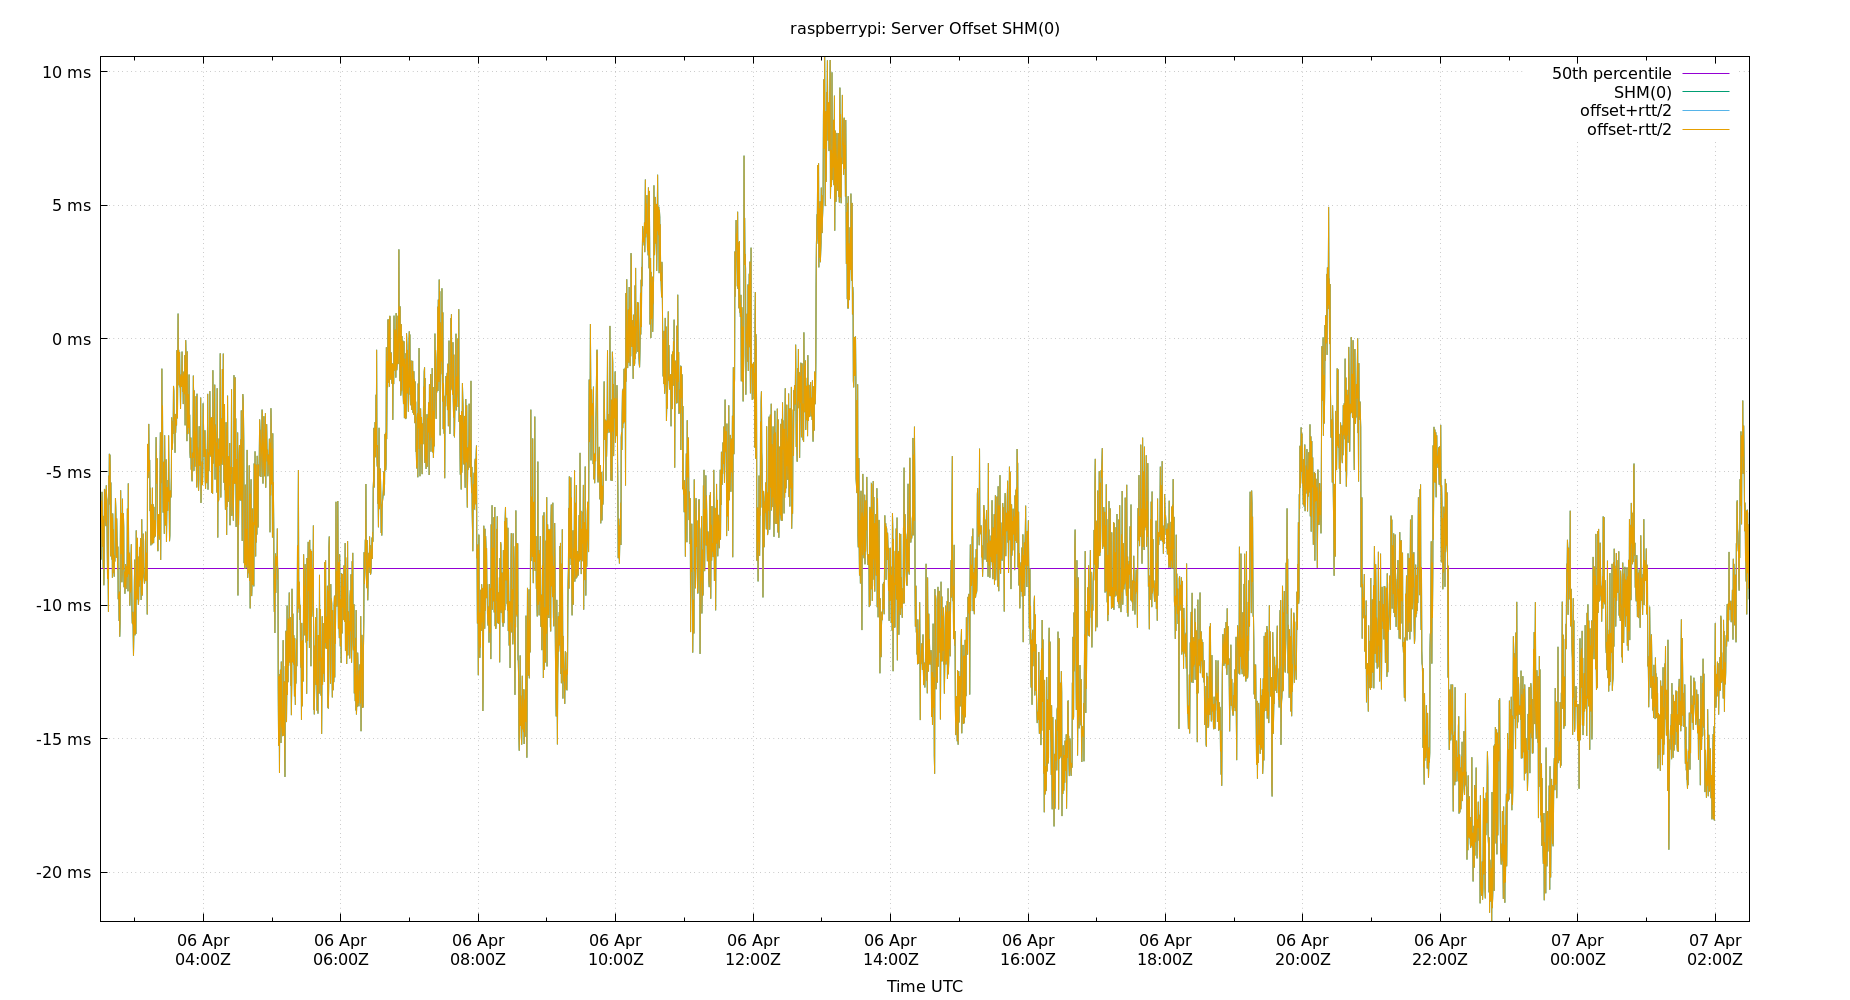 raspberrypi: Server Offset SHM(0)
50th percentile
SHM(0)
offset+rtt/2
offset-rtt/2
10 ms
5 ms
0 ms
-5 ms
-10 ms
-15 ms
-20 ms
06 Apr 06 Apr 06 Apr 06 Apr 06 Apr 06 Apr 06 Apr 06 Apr 06 Apr 06 Apr 07 Apr 07 Apr
04:00Z 06:00Z 08:00Z 10:00Z 12:00Z 14:00Z 16:00Z 18:00Z 20:00Z 22:00Z 00:00Z 02:00Z
Time UTC